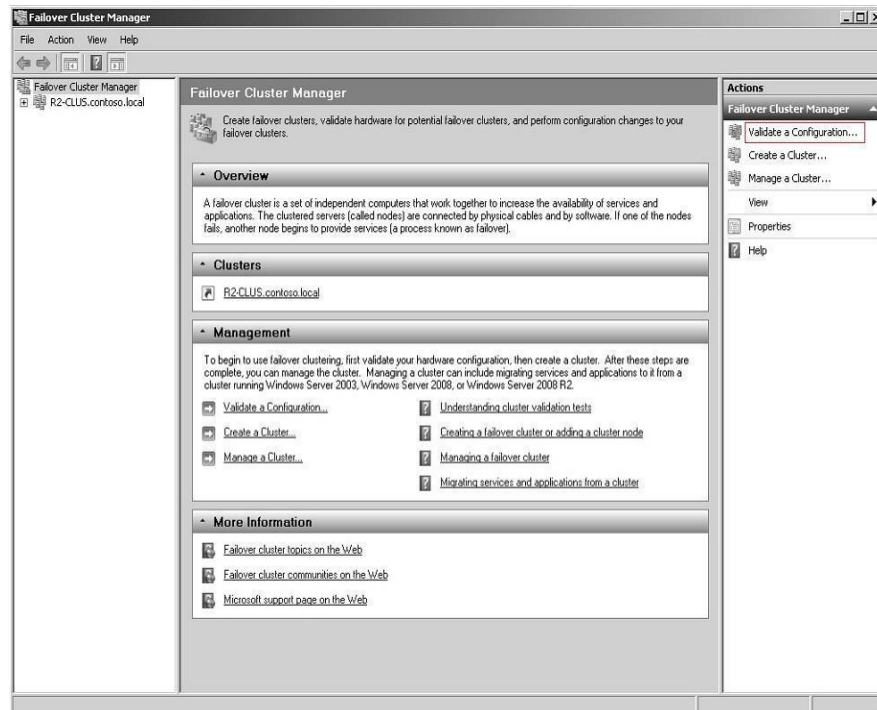 Failover Cluster Manager
File Action View Help
Failover Cluster Manager
R2-CLUS.contoso.local
Failover Cluster Manager
Create failover clusters, validate hardware for potential failover clusters, and perform configuration changes to your
failover clusters.
Overview
A failover cluster is a set of independent computers that work together to increase the availability of services and
applications. The clustered servers (called nodes) are connected by physical cables and by software. If one of the nodes
fails, another node begins to provide services (a process known as failover).
Clusters
R2-CLUS.contoso.local
Management
To begin to use failover clustering, first validate your hardware configuration, then create a cluster. After these steps are
complete, you can manage the cluster. Managing a cluster can include migrating services and applications to it from a
cluster running Windows Server 2003, Windows Server 2008, or Windows Server 2008 R2.
Validate a Configuration...
Understanding cluster validation tests
Create a Cluster...
Creating a failover cluster or adding a cluster node
Manage a Cluster...
Managing a failover cluster
Migrating services and applications from a cluster
More Information
Failover cluster topics on the Web
Failover cluster communities on the Web
Microsoft support page on the Web
Actions
Failover Cluster Manager
Validate a Configuration...
Create a Cluster...
Manage a Cluster...
View
Properties
Help